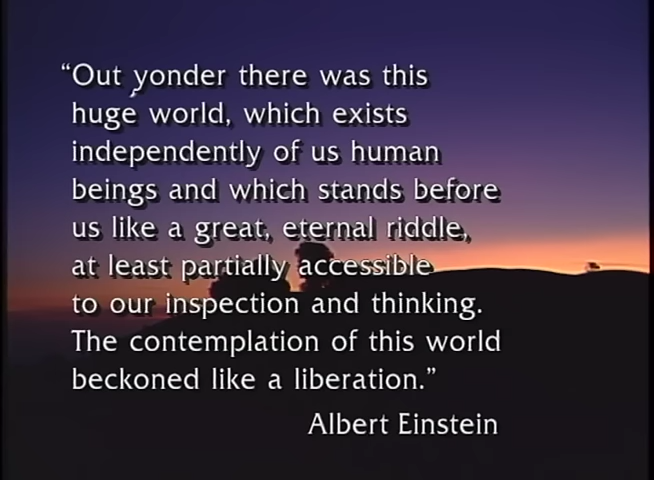 “Out yonder there was this
huge world, which exists
independently of us human
beings and which stands before
us like a great, eternal riddle,
at least partially accessible
to our inspection and thinking.
The contemplation of this world
beckoned like a liberation.”
Albert Einstein